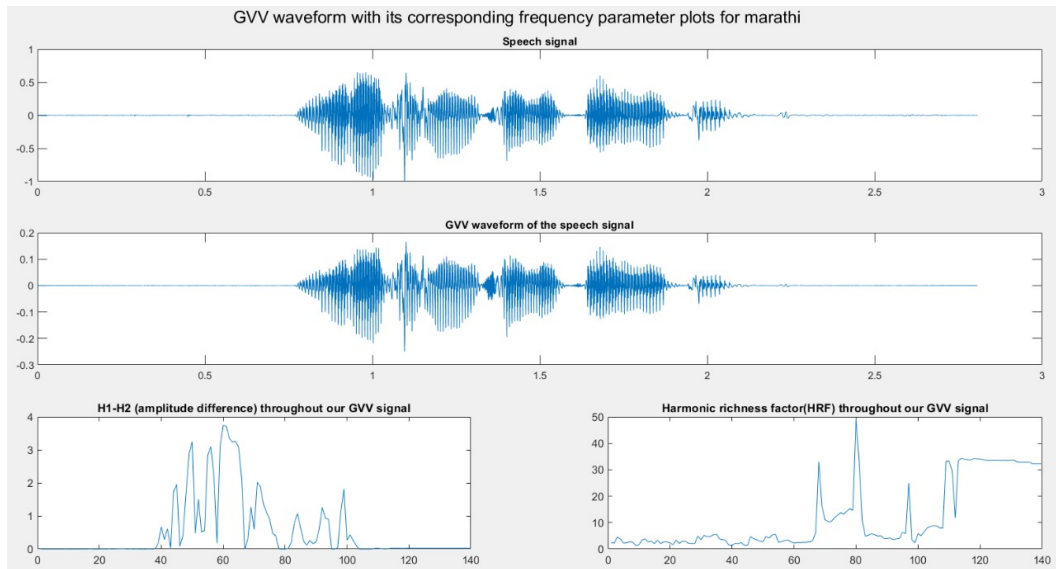 GVV waveform with its corresponding frequency parameter plots for marathi
Speech signal
1
0.5
0
-0.5
-1
0 0.5 1 1.5 2 2.5 3
GVV waveform of the speech signal
0.2
0.1
0
-0.1
-0.2
-0.3
0 0.5 1 1.5 2 2.5 3
H1-H2 (amplitude difference) throughout our GVV signal
4
3
2
1
0
0 20 40 60 80 100 120 140
Harmonic richness factor(HRF) throughout our GVV signal
50
40
30
20
10
0
0 20 40 60 80 100 120 140